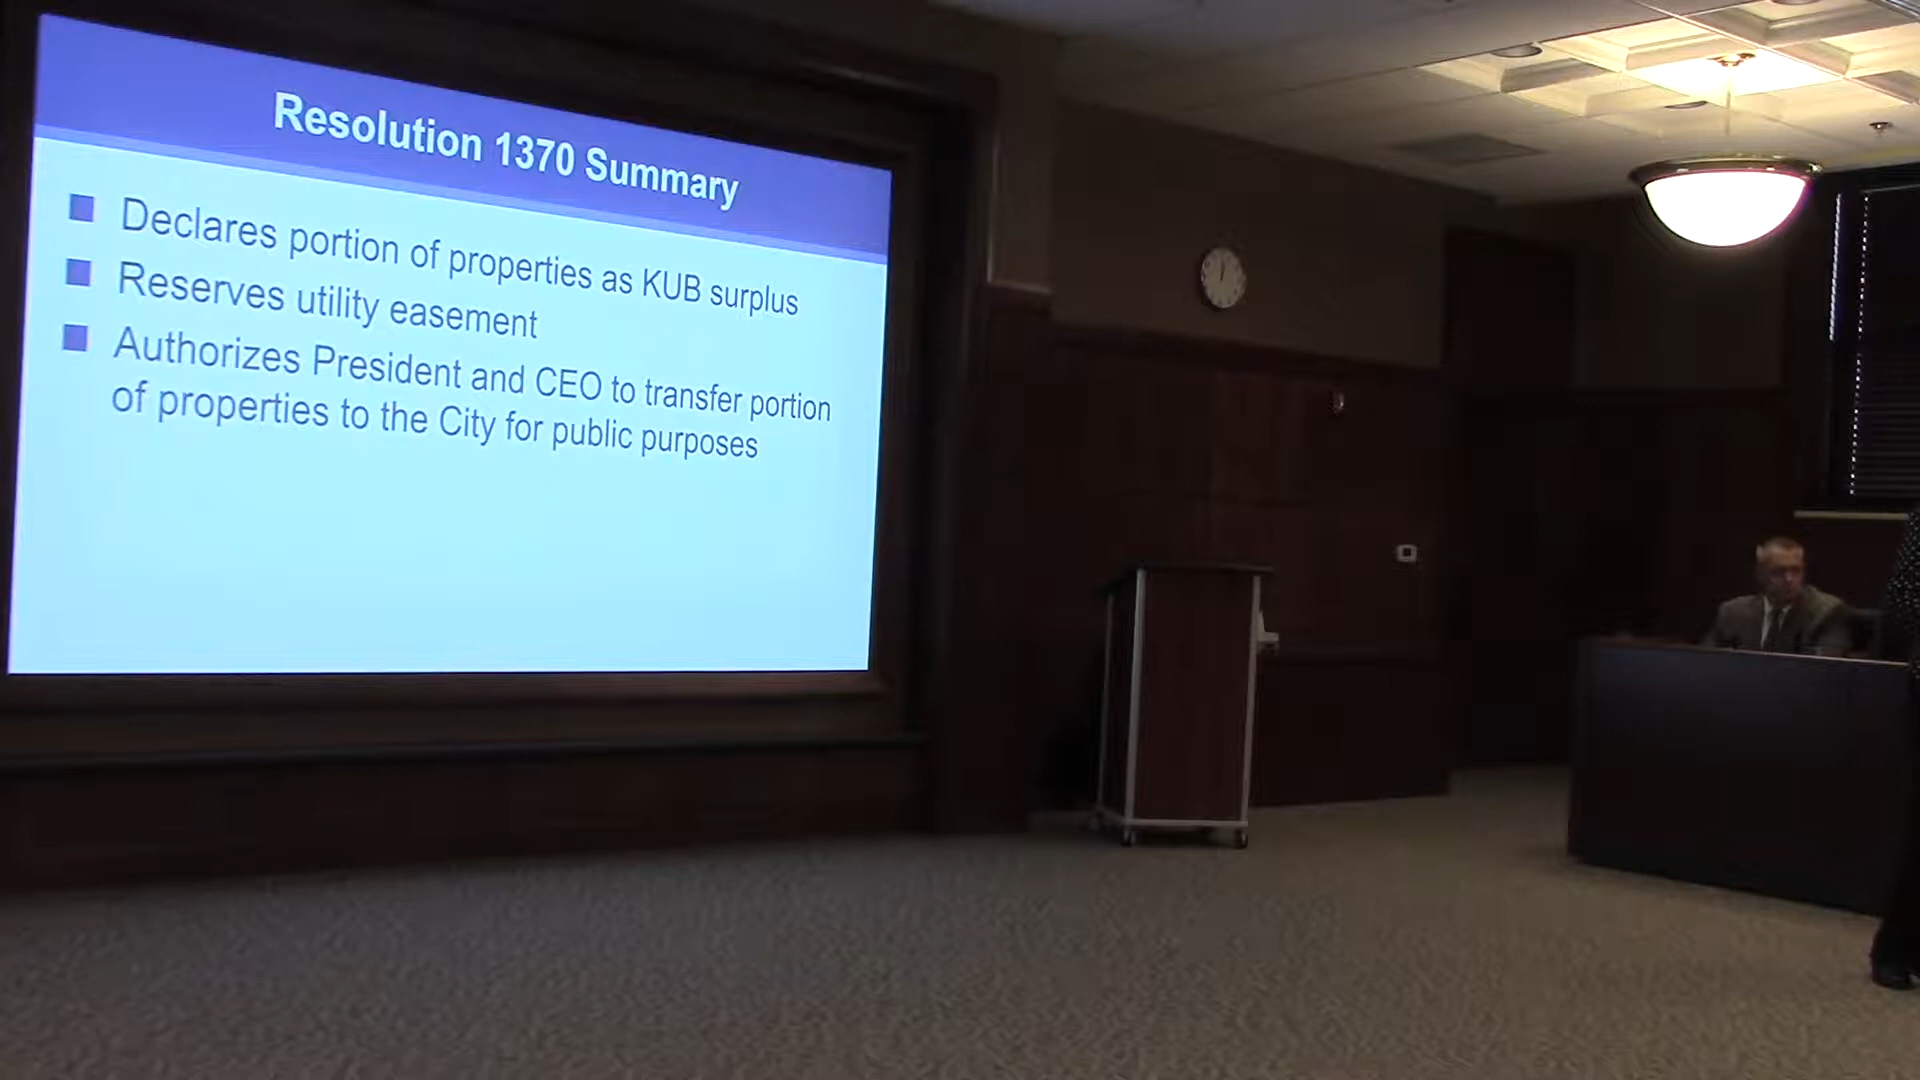 Resolution 1370 Summary
Declares portion of properties as KUB surplus
Reserves utility easement
Authorizes President and CEO to transfer portion
of properties to the City for public purposes